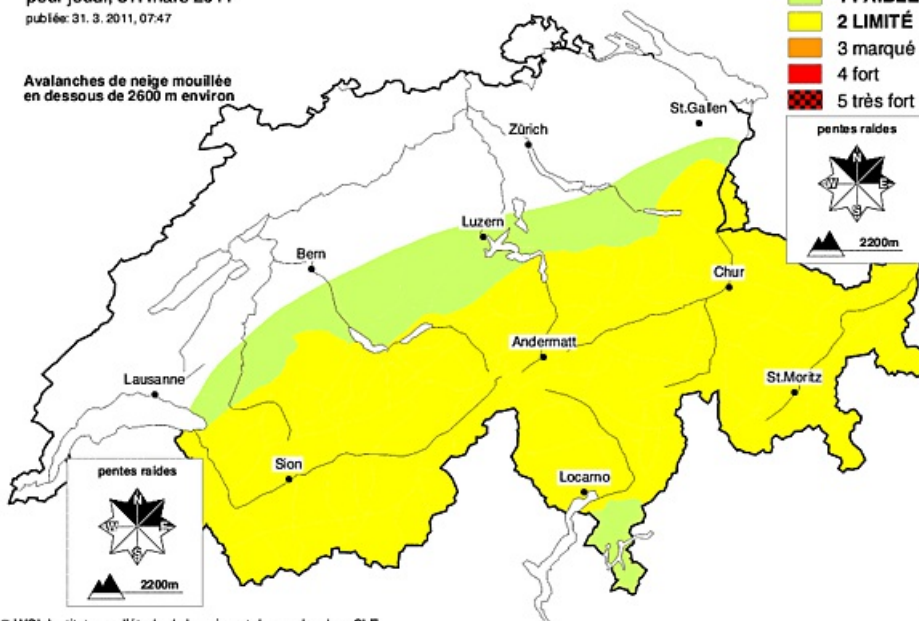 publiée: 31. 3. 2011, 07:47
Avalanches de neige mouillée
en dessous de 2600 m environ
2 LIMITÉ
3 marqué
4 fort
5 très fort
pentes raides
N
W E
S
2200m
St.Gallen
Zürich
Luzern
Bern
Chur
Andermatt
Lausanne
St.Moritz
Sion
Locarno
pentes raides
N
W E
S
2200m